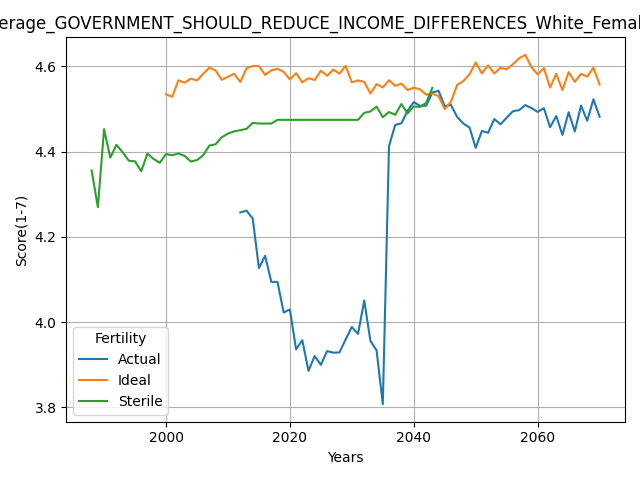 erage_GOVERNMENT_SHOULD_REDUCE_INCOME_DIFFERENCES_White_Femal
4.6
4.4
4.2
4.0
3.8
Score(1-7)
Fertility
Actual
Ideal
Sterile
2000
2020
2040
2060
Years